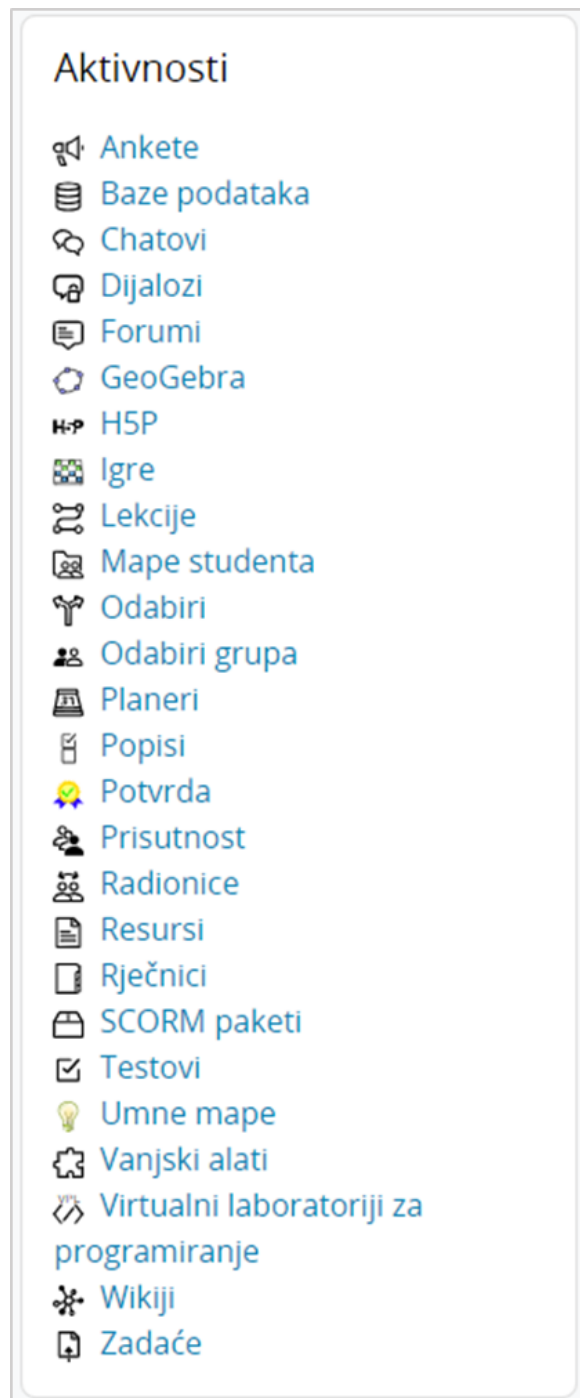 Aktivnosti
Ankete
Baze podataka
Chatovi
Dijalozi
Forumi
GeoGebra
H5P H5P
Igre
Lekcije
Mape studenta
Odabiri
Odabiri grupa
Planeri
Popisi
Potvrda
Prisutnost
Radionice
Resursi
Rječnici
SCORM paketi
Testovi
Umne mape
Vanjski alati
Virtualni laboratoriji za
programiranje
Wikiji
Zadaće